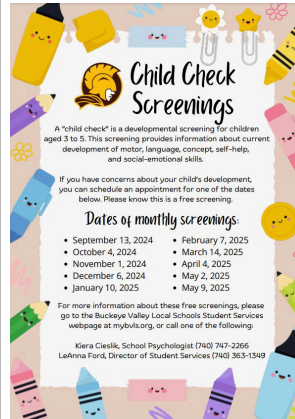 Child Check
Screenings
A "child check" is a developmental screening for children
aged 3 to 5. This screening provides information about current
development of motor, language, concept, self-help,
and social-emotional skills.
If you have concerns about your child's development,
you can schedule an appointment for one of the dates
below. Please know this is a free screening.
Dates of monthly screenings:
• September 13, 2024
• October 4, 2024
• November 1, 2024
• December 6, 2024
• January 10, 2025
• February 7, 2025
• March 14, 2025
• April 4, 2025
• May 2, 2025
• May 9, 2025
For more information about these free screenings, please
go to the Buckeye Valley Local Schools Student Services
webpage at mybvls.org, or call one of the following:
Kiera Cieslik, School Psychologist (740) 747-2266
LeAnna Ford, Director of Student Services (740) 363-1349